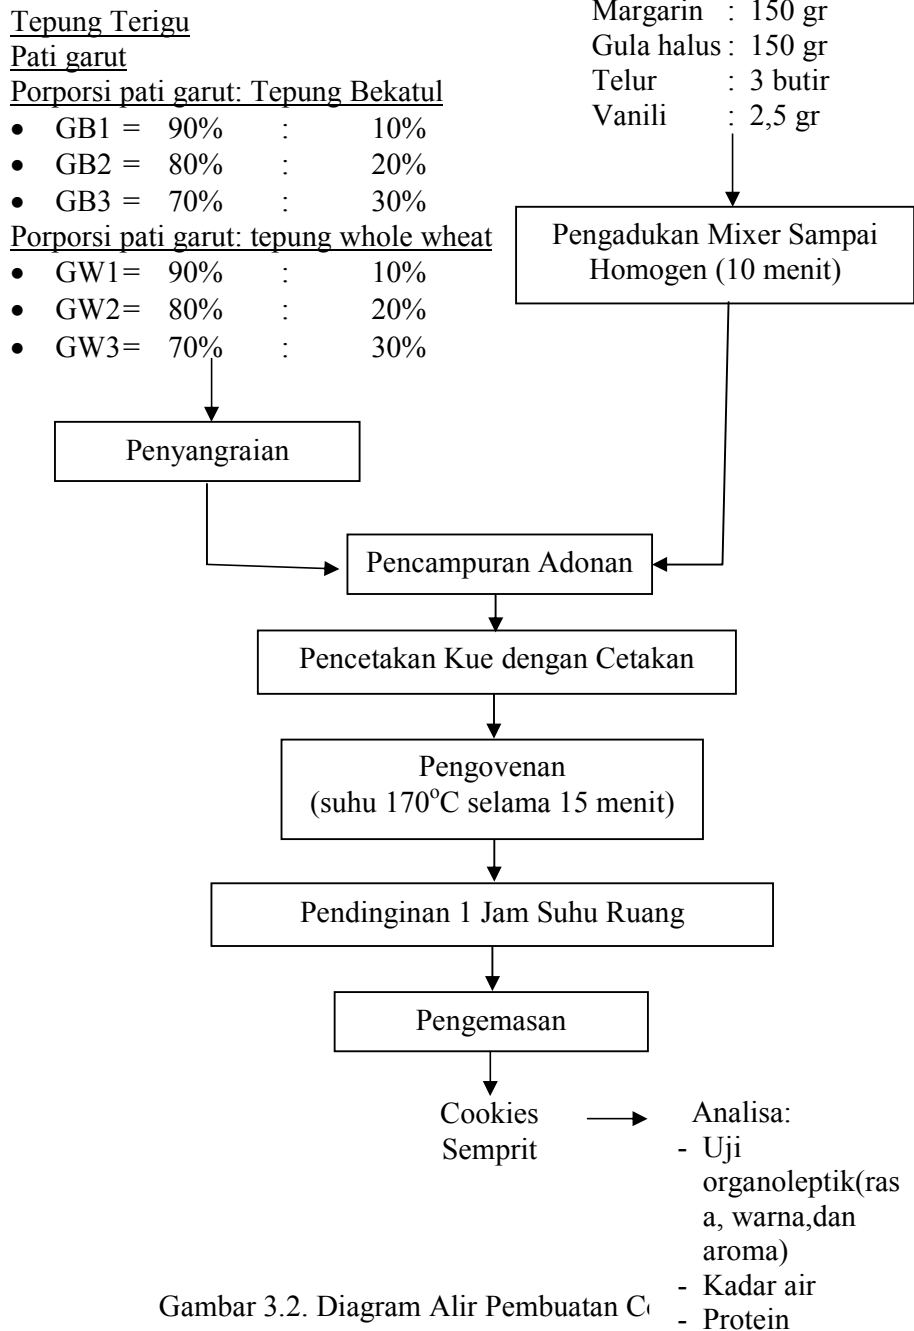 Tepung Terigu
Pati garut
Porporsi pati garut: Tepung Bekatul
• GB1 = 90% : 10%
• GB2 = 80% : 20%
• GB3 = 70% : 30%
Porporsi pati garut: tepung whole wheat
• GW1= 90% : 10%
• GW2= 80% : 20%
• GW3= 70% : 30%
Margarin : 150 gr
Gula halus : 150 gr
Telur : 3 butir
Vanili : 2,5 gr
Pengadukan Mixer Sampai
Homogen (10 menit)
Penyangraian
Pencampuran Adonan
Pencetakan Kue dengan Cetakan
Pengovenan
(suhu 170°C selama 15 menit)
Pendinginan 1 Jam Suhu Ruang
Pengemasan
Cookies
Semprit
Analisa:
- Uji
organoleptik(ras
a, warna,dan
aroma)
- Kadar air
- Protein
Gambar 3.2. Diagram Alir Pembuatan